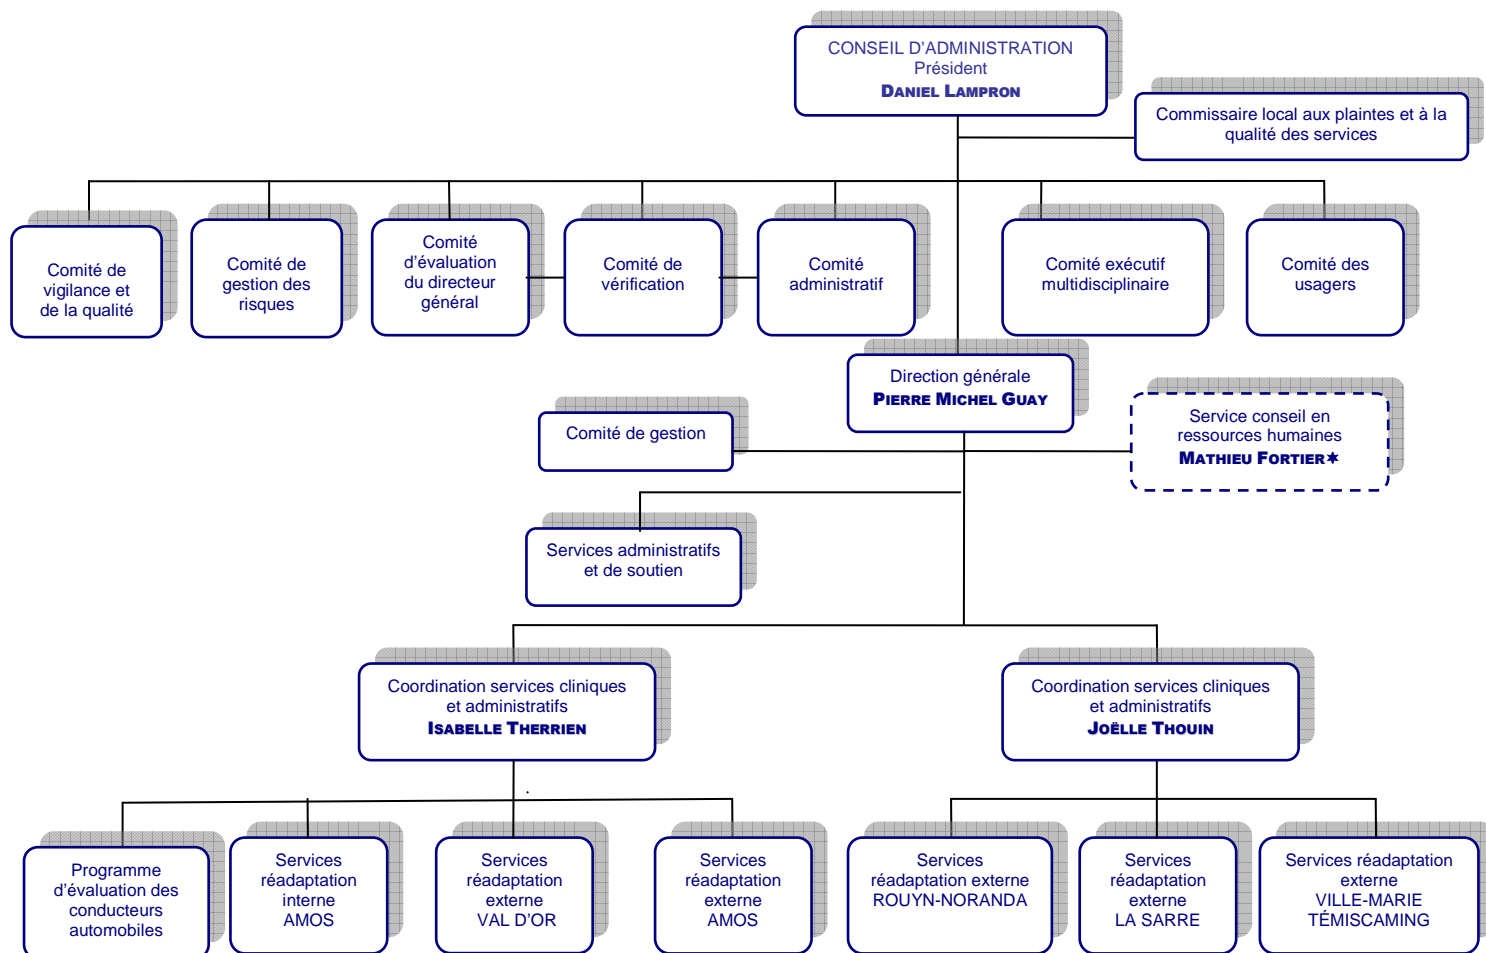 CONSEIL D'ADMINISTRATION
Président
DANIEL LAMPRON
Commissaire local aux plaintes et à la
qualité des services
Comité de
vigilance et
de la qualité
Comité de
gestion des
risques
Comité
d'évaluation
du directeur
général
Comité de
vérification
Comité
administratif
Comité exécutif
multidisciplinaire
Comité des
usagers
Direction générale
PIERRE MICHEL GUAY
Comité de gestion
Service conseil en
ressources humaines
MATHIEU FORTIER✶
Services administratifs
et de soutien
Coordination services cliniques
et administratifs
ISABELLE THERRIEN
Coordination services cliniques
et administratifs
JOËLLE THOUIN
Programme
d'évaluation des
conducteurs
automobiles
Services
réadaptation
interne
AMOS
Services
réadaptation
externe
VAL D'OR
Services
réadaptation
externe
AMOS
Services
réadaptation externe
ROUYN-NORANDA
Services
réadaptation
externe
LA SARRE
Services réadaptation
externe
VILLE-MARIE
TÉMISCAMING